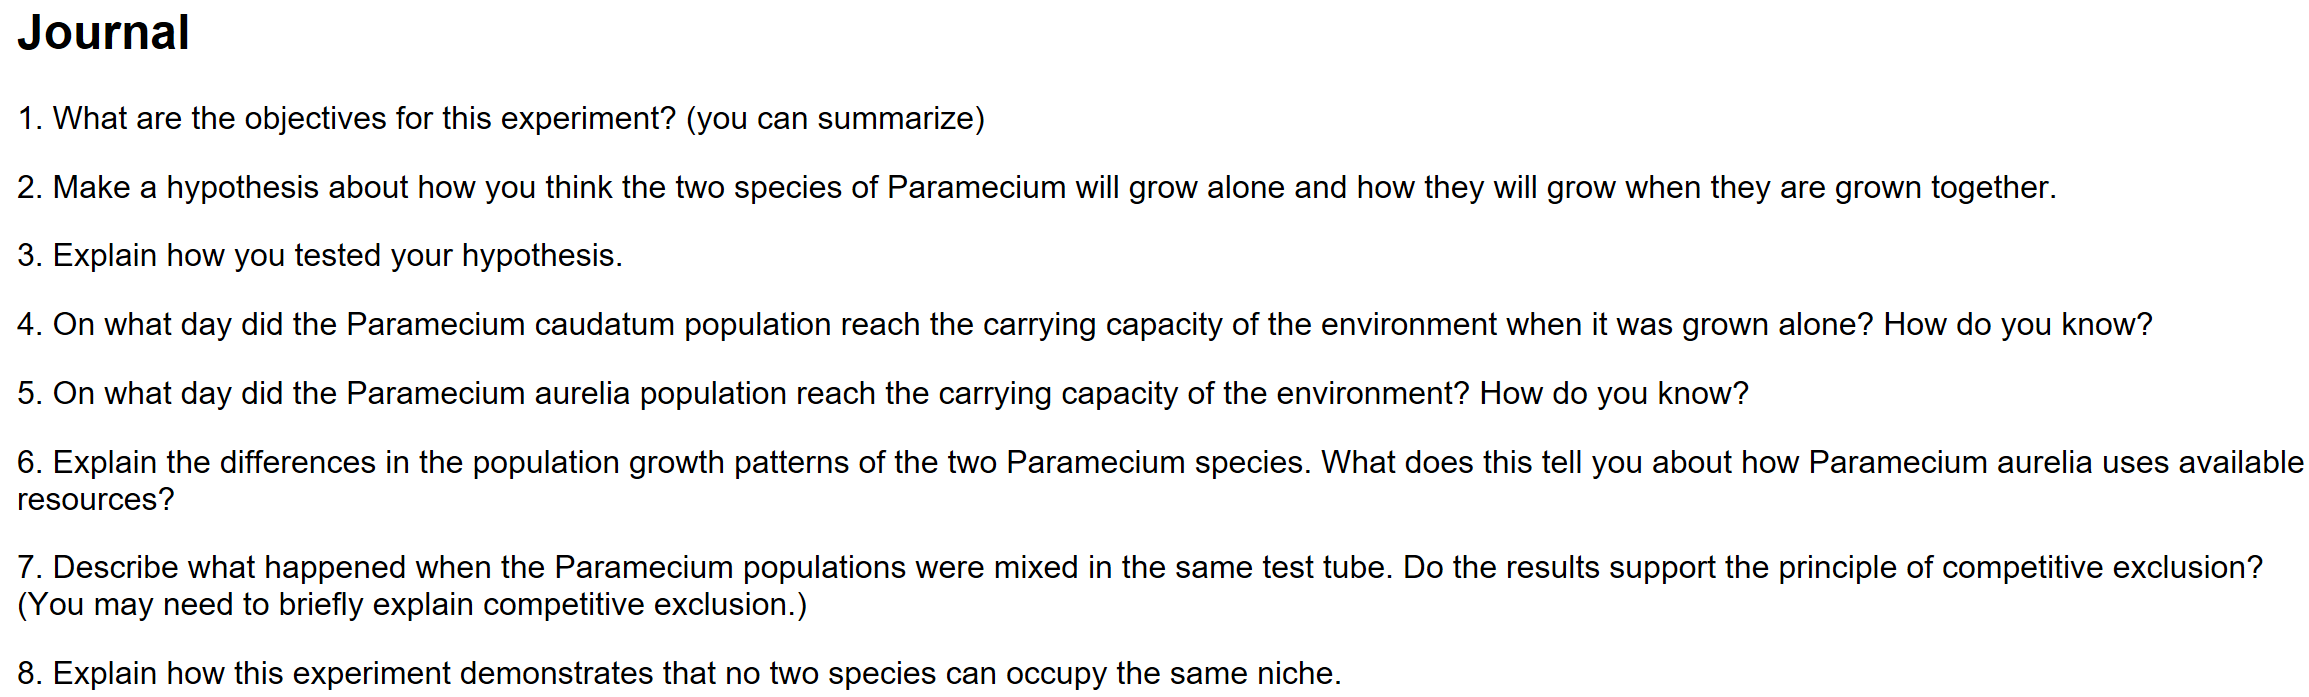 Journal
1. What are the objectives for this experiment? (you can summarize)
2. Make a hypothesis about how you think the two species of Paramecium will grow alone and how they will grow when they are grown together.
3. Explain how you tested your hypothesis.
4. On what day did the Paramecium caudatum population reach the carrying capacity of the environment when it was grown alone? How do you know?
5. On what day did the Paramecium aurelia population reach the carrying capacity of the environment? How do you know?
6. Explain the differences in the population growth patterns of the two Paramecium species. What does this tell you about how Paramecium aurelia uses available
resources?
7. Describe what happened when the Paramecium populations were mixed in the same test tube. Do the results support the principle of competitive exclusion?
(You may need to briefly explain competitive exclusion.)
8. Explain how this experiment demonstrates that no two species can occupy the same niche.